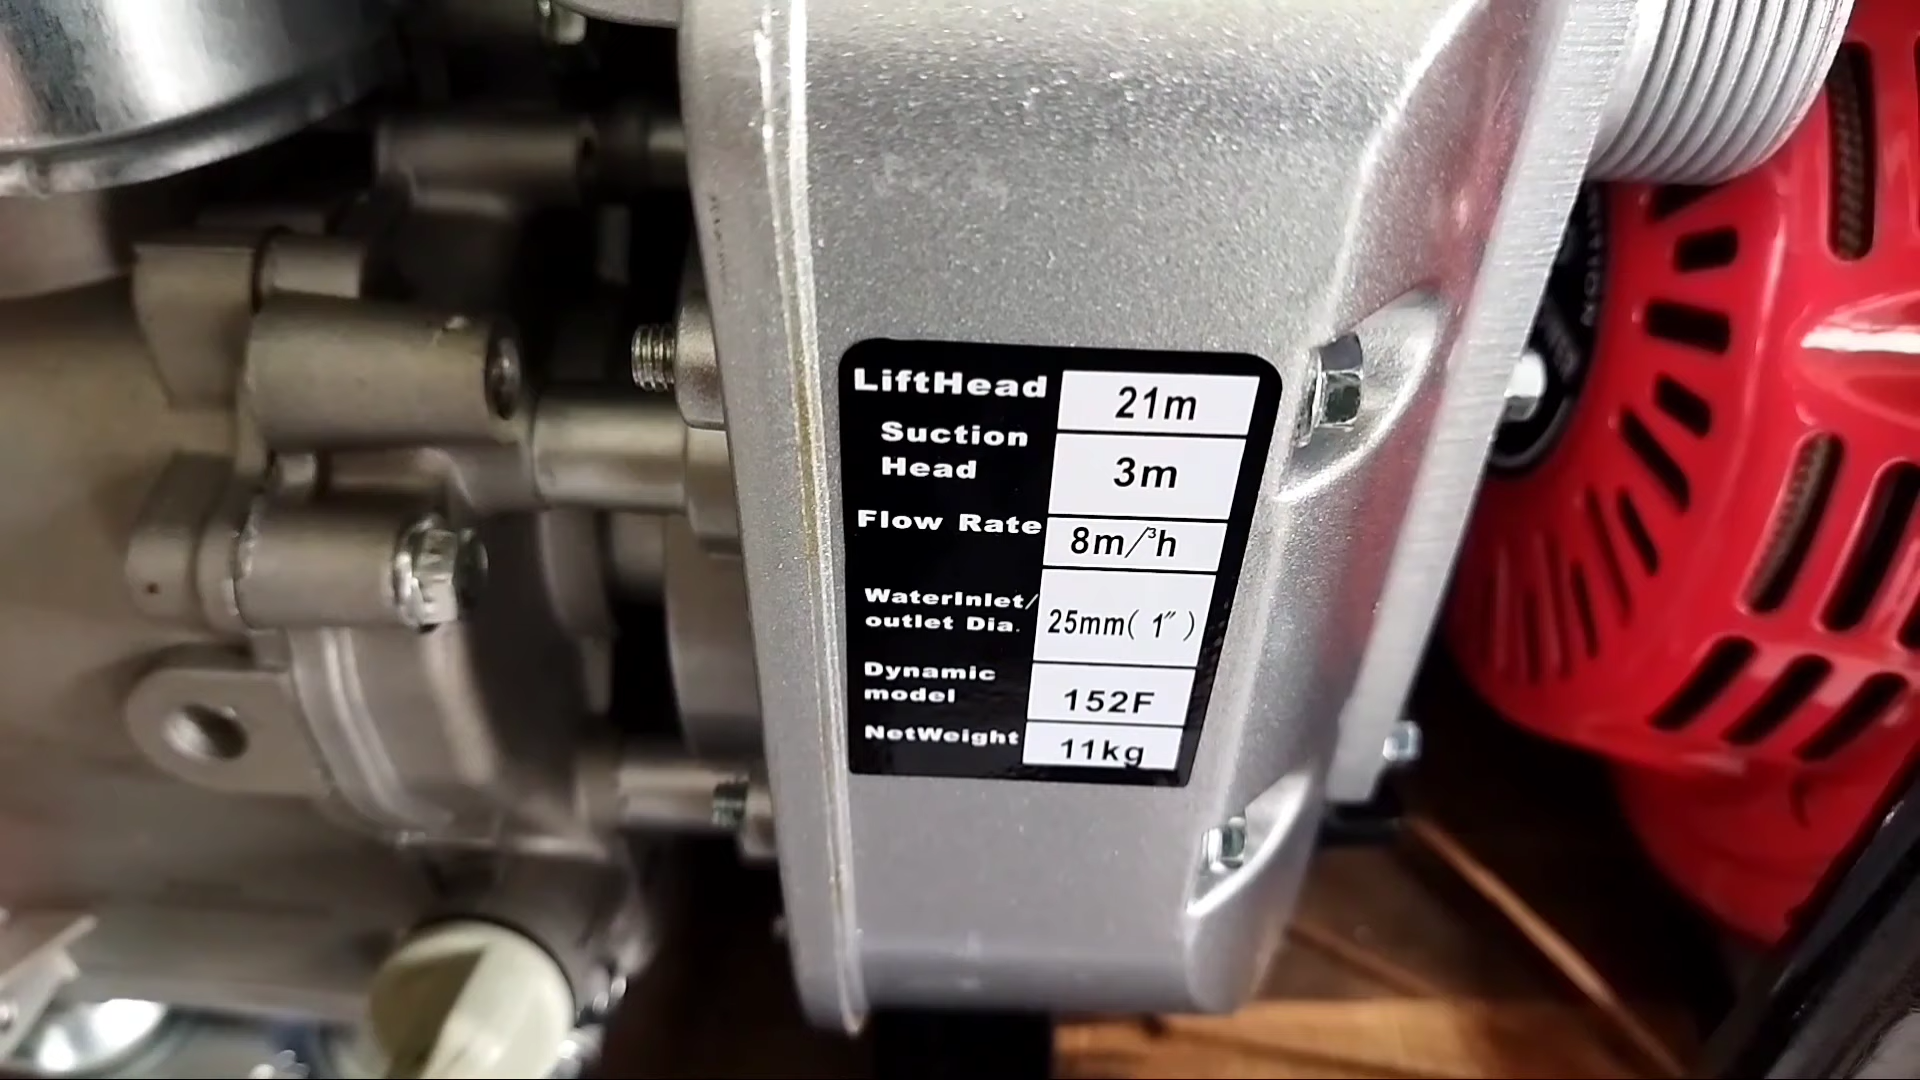 LiftHead 21m
Suction
Head 3m
Flow Rate 8m/³h
WaterInlet/
outlet Dia. 25mm( 1" )
Dynamic
model 152F
NetWeight 11kg